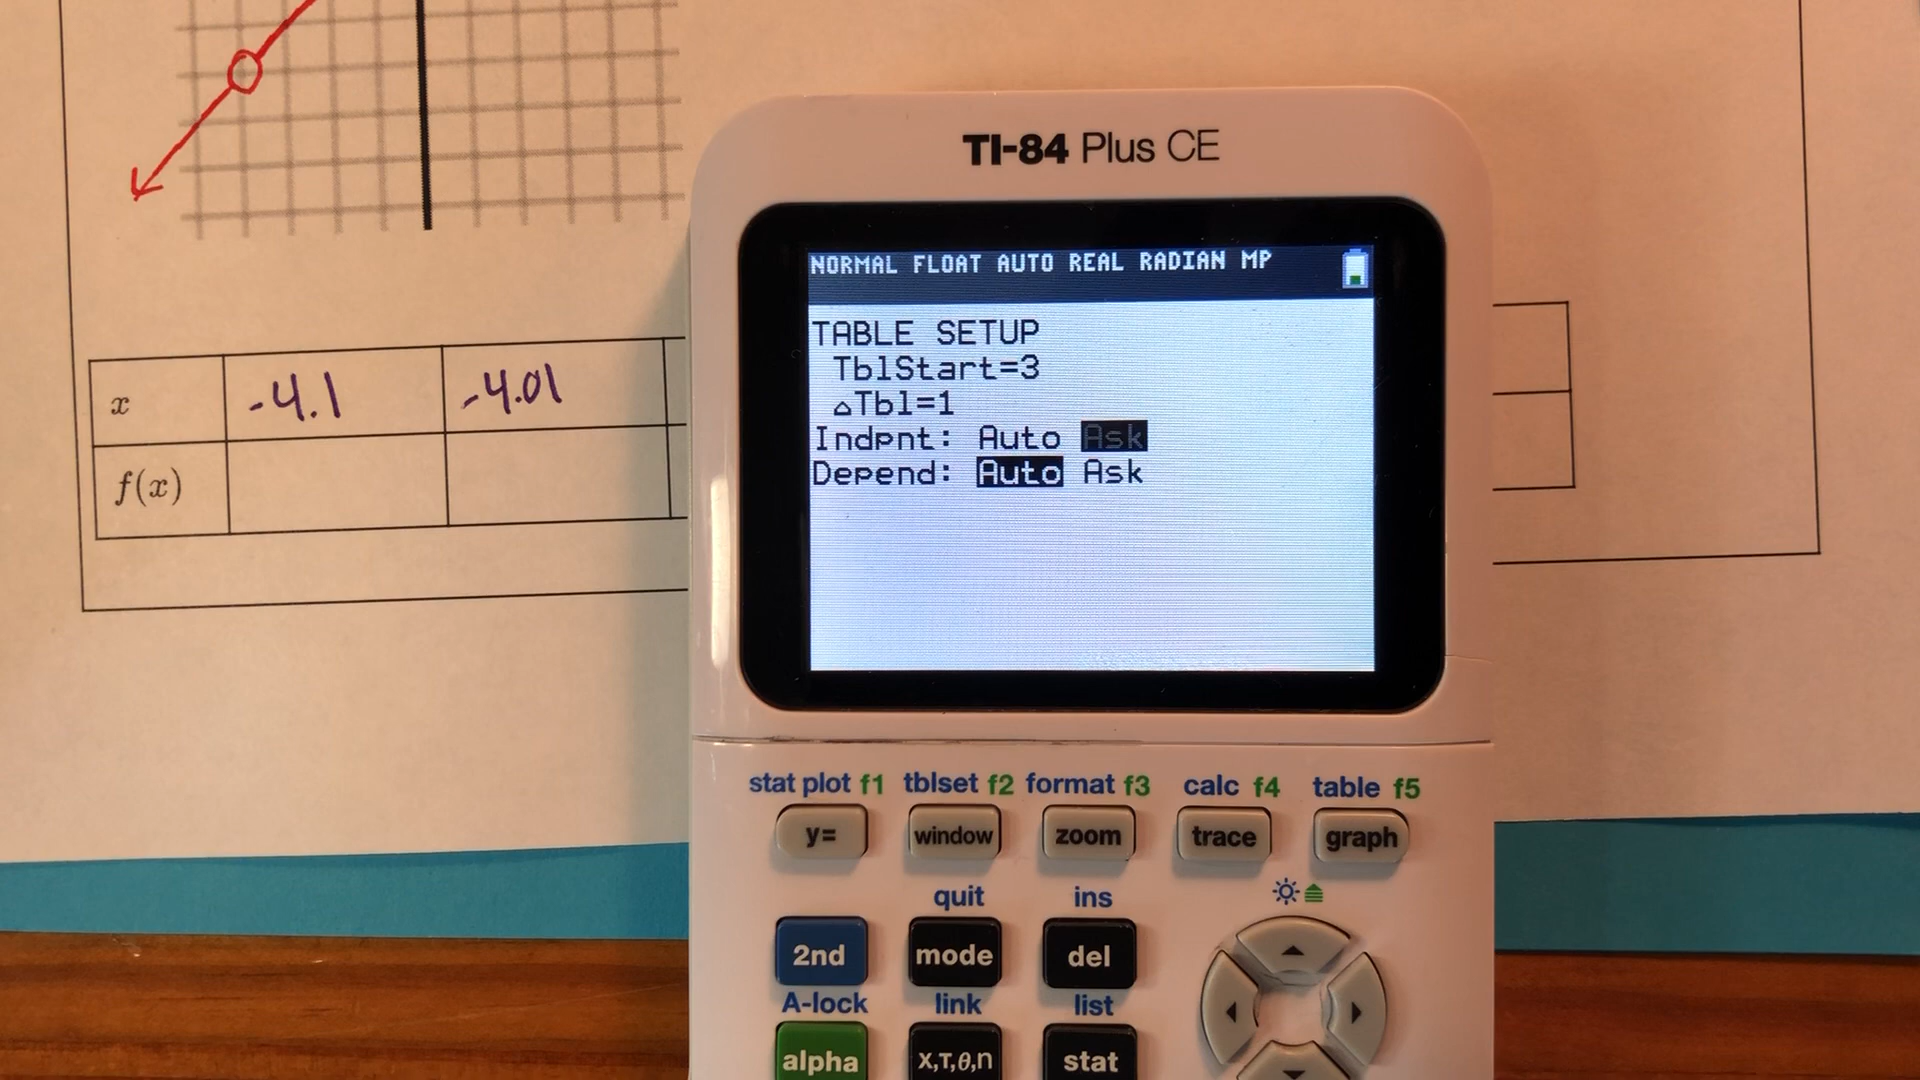 TI-84 Plus CE
NORMAL FLOAT AUTO REAL RADIAN MP
TABLE SETUP
TblStart=3
△Tbl=1
Indpnt: Auto Ask
Depend: Auto Ask
x -4.1 -4.01
f(x)
stat plot f1 tblset f2 format f3 calc f4 table f5
y= window zoom trace graph
quit ins
2nd mode del
A-lock link list
alpha X,T,θ,n stat